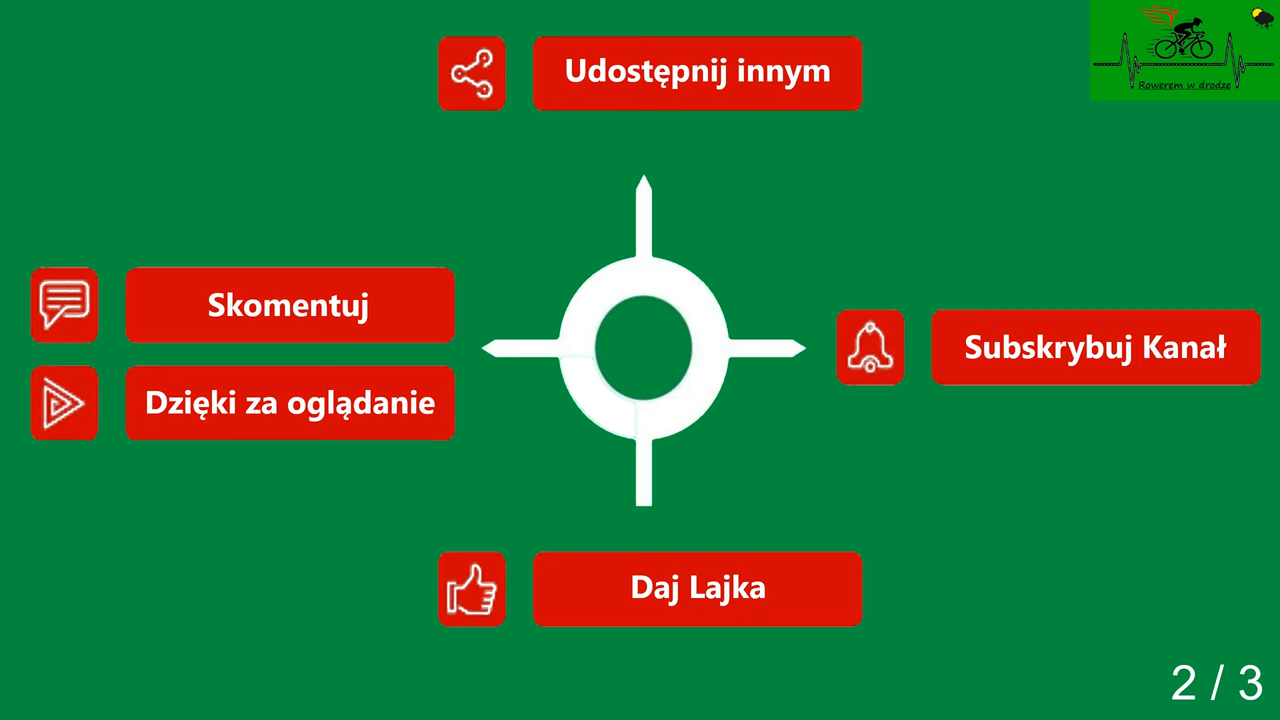 Udostępnij innym
Rowerem w drodze
Skomentuj
Dzięki za oglądanie
Subskrybuj Kanał
Daj Lajka
2 / 3